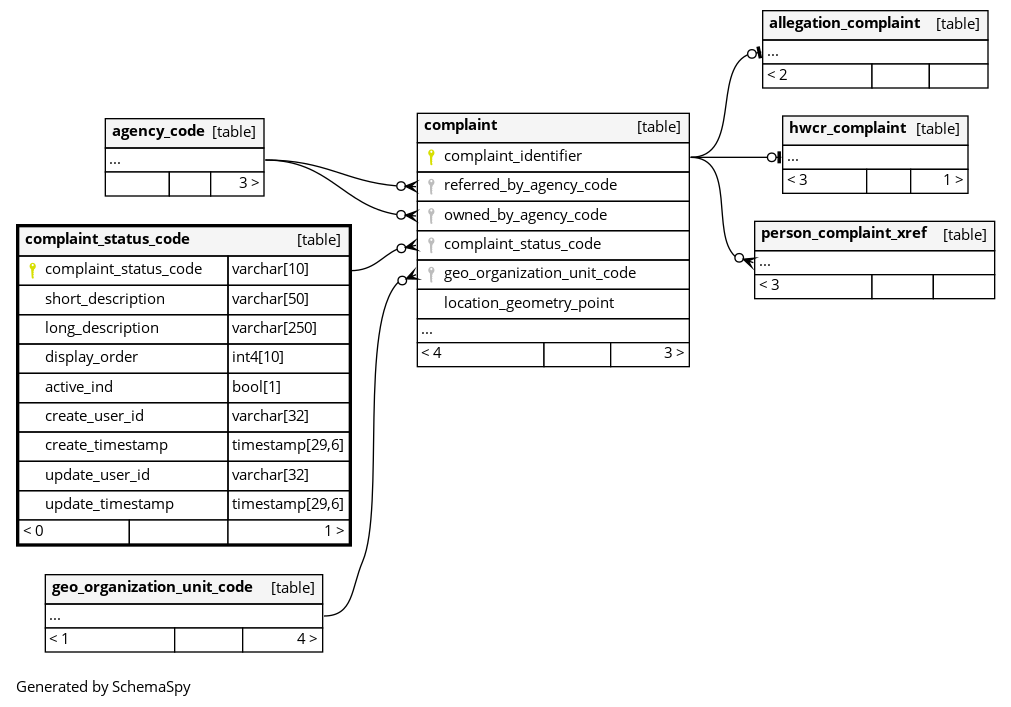 allegation_complaint [table]
...
< 2
agency_code [table]
...
3 >
complaint [table]
complaint_identifier
referred_by_agency_code
owned_by_agency_code
complaint_status_code
geo_organization_unit_code
location_geometry_point
...
< 4 3 >
hwcr_complaint [table]
...
< 3 1 >
person_complaint_xref [table]
...
< 3
complaint_status_code [table]
complaint_status_code varchar[10]
short_description varchar[50]
long_description varchar[250]
display_order int4[10]
active_ind bool[1]
create_user_id varchar[32]
create_timestamp timestamp[29,6]
update_user_id varchar[32]
update_timestamp timestamp[29,6]
< 0 1 >
geo_organization_unit_code [table]
...
< 1 4 >
Generated by SchemaSpy